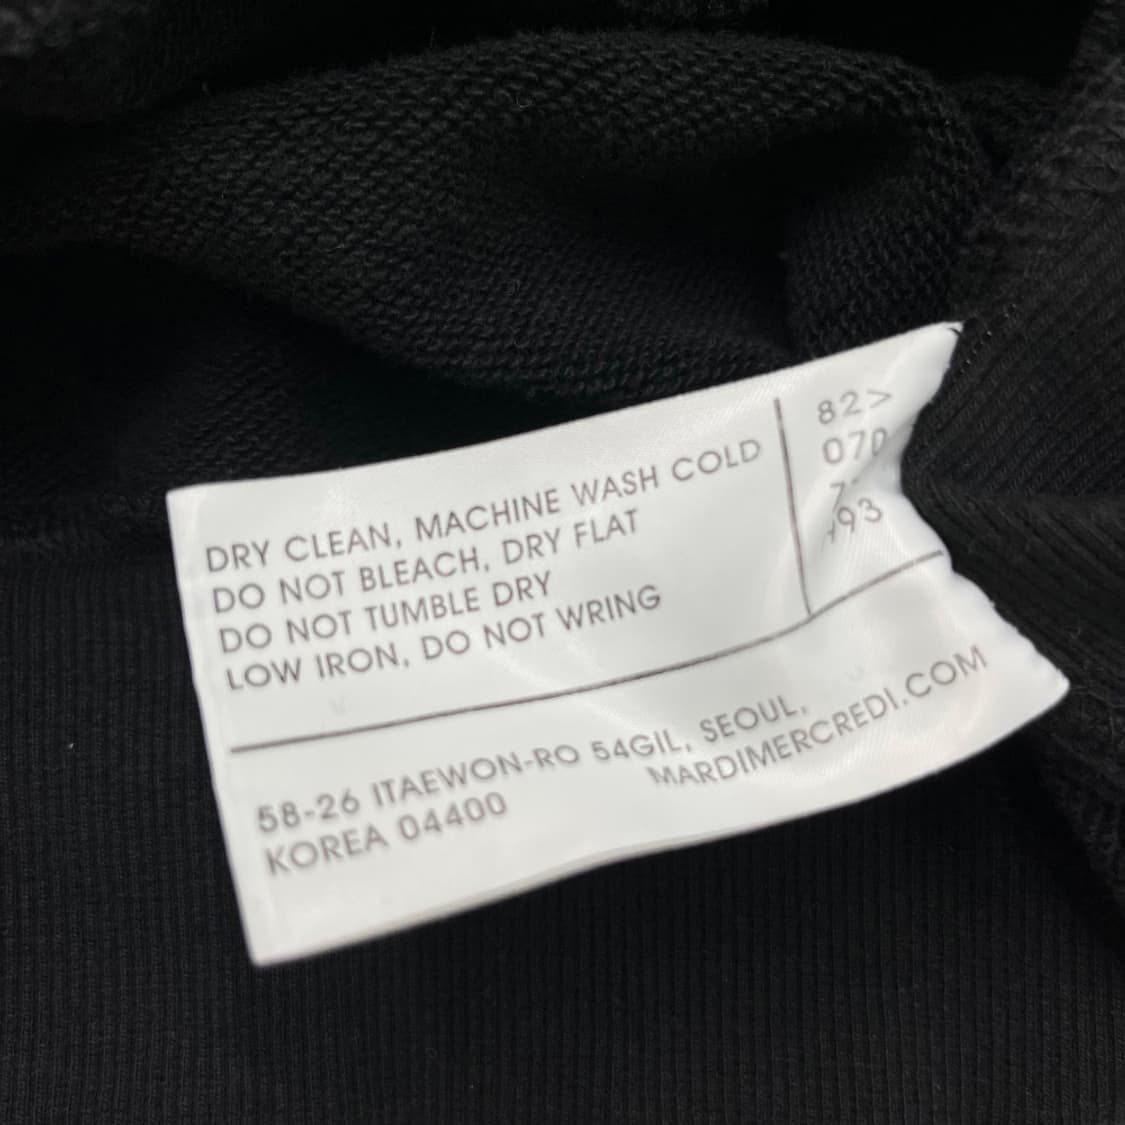 DRY CLEAN, MACHINE WASH COLD
DO NOT BLEACH, DRY FLAT
DO NOT TUMBLE DRY
LOW IRON, DO NOT WRING
82>
070
58-26 ITAEWON-RO 54GIL, SEOUL,
KOREA 04400
MARDIMERCREDI.COM